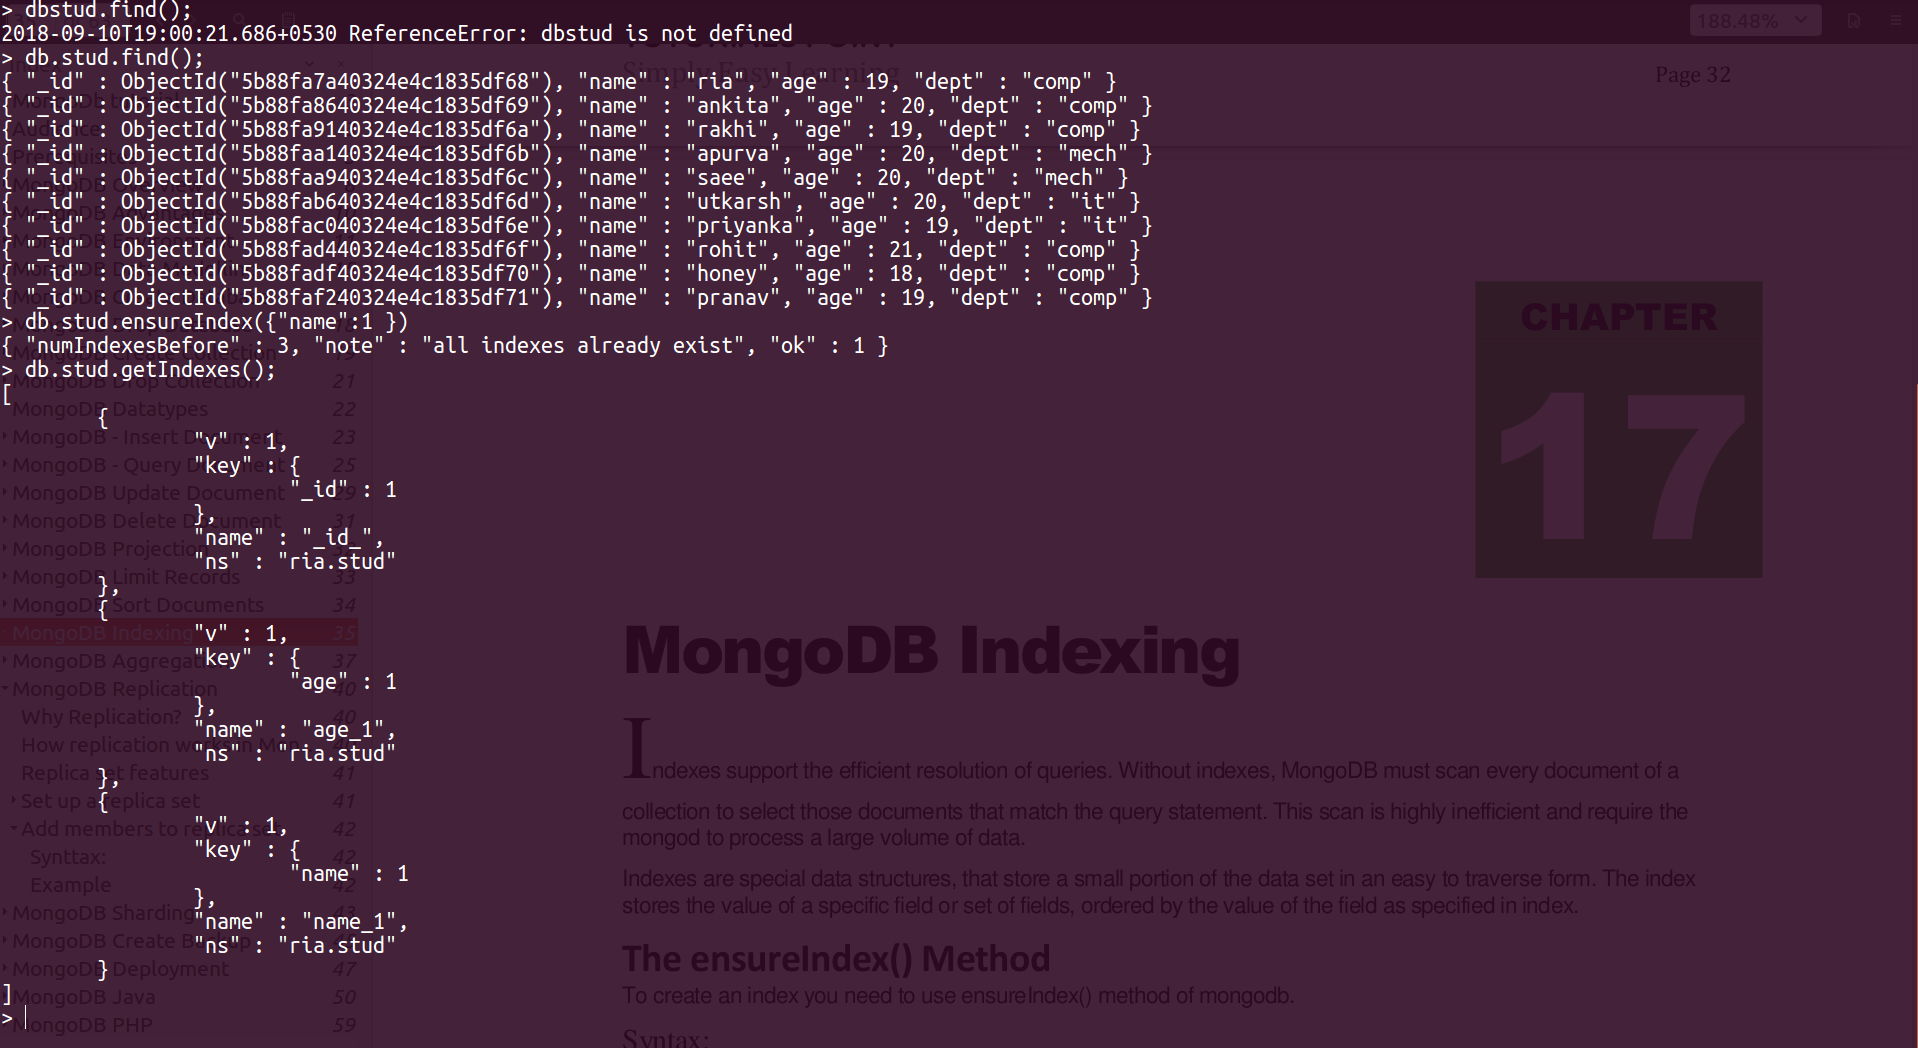 > dbstud.find();
2018-09-10T19:00:21.686+0530 ReferenceError: dbstud is not defined
> db.stud.find();
{ "_id" : ObjectId("5b88fa7a40324e4c1835df68"), "name" : "ria", "age" : 19, "dept" : "comp" }
{ "_id" : ObjectId("5b88fa8640324e4c1835df69"), "name" : "ankita", "age" : 20, "dept" : "comp" }
{ "_id" : ObjectId("5b88fa9140324e4c1835df6a"), "name" : "rakhi", "age" : 19, "dept" : "comp" }
{ "_id" : ObjectId("5b88faa140324e4c1835df6b"), "name" : "apurva", "age" : 20, "dept" : "mech" }
{ "_id" : ObjectId("5b88faa940324e4c1835df6c"), "name" : "saee", "age" : 20, "dept" : "mech" }
{ "_id" : ObjectId("5b88fab640324e4c1835df6d"), "name" : "utkarsh", "age" : 20, "dept" : "it" }
{ "_id" : ObjectId("5b88fac040324e4c1835df6e"), "name" : "priyanka", "age" : 19, "dept" : "it" }
{ "_id" : ObjectId("5b88fad440324e4c1835df6f"), "name" : "rohit", "age" : 21, "dept" : "comp" }
{ "_id" : ObjectId("5b88fadf40324e4c1835df70"), "name" : "honey", "age" : 18, "dept" : "comp" }
{ "_id" : ObjectId("5b88faf240324e4c1835df71"), "name" : "pranav", "age" : 19, "dept" : "comp" }
> db.stud.ensureIndex({"name":1 })
{ "numIndexesBefore" : 3, "note" : "all indexes already exist", "ok" : 1 }
> db.stud.getIndexes();
[
{
"v" : 1,
"key" : {
"_id" : 1
},
"name" : "_id_",
"ns" : "ria.stud"
},
{
"v" : 1,
"key" : {
"age" : 1
},
"name" : "age_1",
"ns" : "ria.stud"
},
{
"v" : 1,
"key" : {
"name" : 1
},
"name" : "name_1",
"ns" : "ria.stud"
}
]
>
188.48%
TUTORIALS POINT
Simply Easy Learning
Page 32
MongoDB Drop Collection 21
MongoDB Datatypes 22
MongoDB - Insert Document 23
MongoDB - Query Document 25
MongoDB Update Document 29
MongoDB Delete Document 31
MongoDB Projection
MongoDB Limit Records 33
MongoDB Sort Documents 34
MongoDB Indexing 35
MongoDB Aggregation 37
MongoDB Replication 40
Why Replication? 40
How replication works in
Replica set features 41
Set up a replica set 41
Add members to replica set 42
Synttax: 42
Example 42
MongoDB Sharding 43
MongoDB Create Backup
MongoDB Deployment 47
MongoDB Java 50
MongoDB PHP 59
CHAPTER
17
MongoDB Indexing
Indexes support the efficient resolution of queries. Without indexes, MongoDB must scan every document of a
collection to select those documents that match the query statement. This scan is highly inefficient and require the
mongod to process a large volume of data.
Indexes are special data structures, that store a small portion of the data set in an easy to traverse form. The index
stores the value of a specific field or set of fields, ordered by the value of the field as specified in index.
The ensureIndex() Method
To create an index you need to use ensureIndex() method of mongodb.
Syntax: